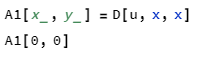 A1[x_, y_] = D[u, x, x]
A1[0, 0]